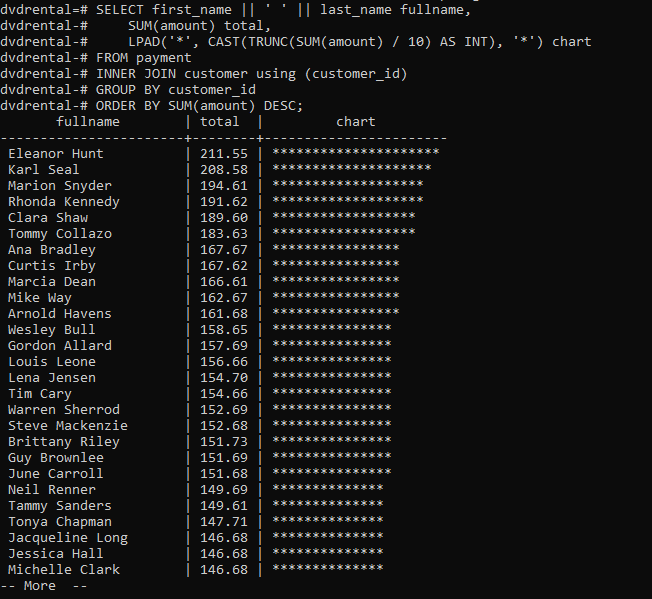 dvdrental=# SELECT first_name || ' ' || last_name fullname,
dvdrental-#     SUM(amount) total,
dvdrental-#     LPAD('*', CAST(TRUNC(SUM(amount) / 10) AS INT), '*') chart
dvdrental-# FROM payment
dvdrental-# INNER JOIN customer using (customer_id)
dvdrental-# GROUP BY customer_id
dvdrental-# ORDER BY SUM(amount) DESC;
       fullname        | total  |         chart
-----------------------+--------+-----------------------
 Eleanor Hunt          | 211.55 | *********************
 Karl Seal             | 208.58 | ********************
 Marion Snyder         | 194.61 | *******************
 Rhonda Kennedy        | 191.62 | *******************
 Clara Shaw            | 189.60 | ******************
 Tommy Collazo         | 183.63 | ******************
 Ana Bradley           | 167.67 | ****************
 Curtis Irby           | 167.62 | ****************
 Marcia Dean           | 166.61 | ****************
 Mike Way              | 162.67 | ****************
 Arnold Havens         | 161.68 | ****************
 Wesley Bull           | 158.65 | ***************
 Gordon Allard         | 157.69 | ***************
 Louis Leone           | 156.66 | ***************
 Lena Jensen           | 154.70 | ***************
 Tim Cary              | 154.66 | ***************
 Warren Sherrod        | 152.69 | ***************
 Steve Mackenzie       | 152.68 | ***************
 Brittany Riley        | 151.73 | ***************
 Guy Brownlee          | 151.69 | ***************
 June Carroll          | 151.68 | ***************
 Neil Renner           | 149.69 | **************
 Tammy Sanders         | 149.61 | **************
 Tonya Chapman         | 147.71 | **************
 Jacqueline Long       | 146.68 | **************
 Jessica Hall          | 146.68 | **************
 Michelle Clark        | 146.68 | **************
-- More  --